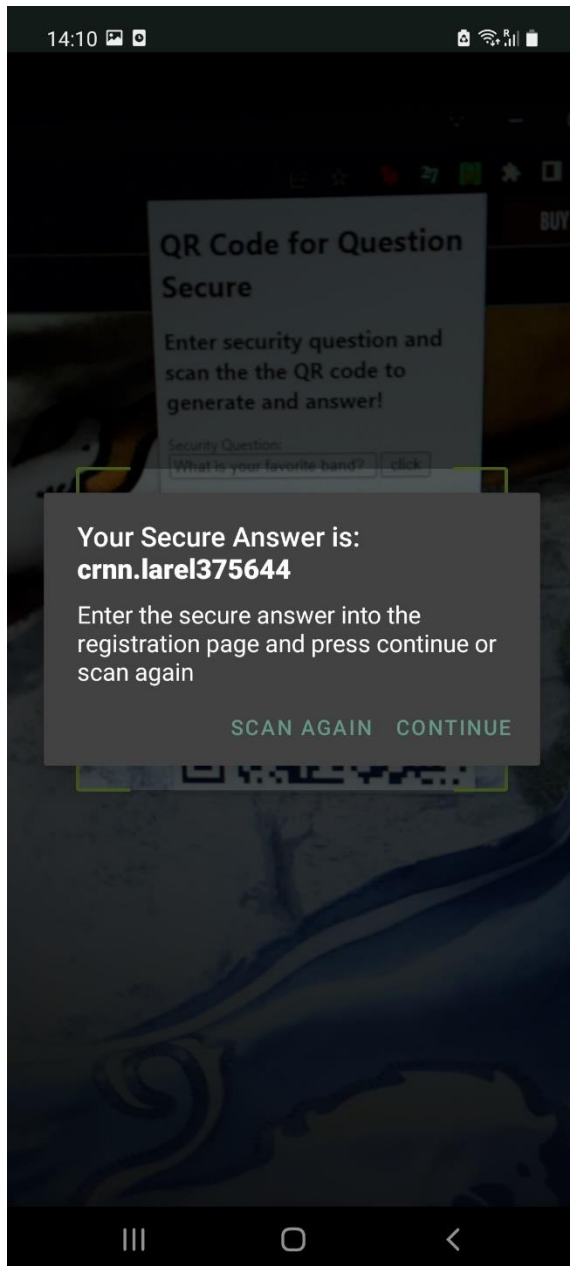 14:10
27
BUY
QR Code for Question
Secure
Enter security question and
scan the the QR code to
generate and answer!
Security Question:
What is your favorite band? click
Your Secure Answer is:
crnn.larel375644
Enter the secure answer into the
registration page and press continue or
scan again
SCAN AGAIN CONTINUE